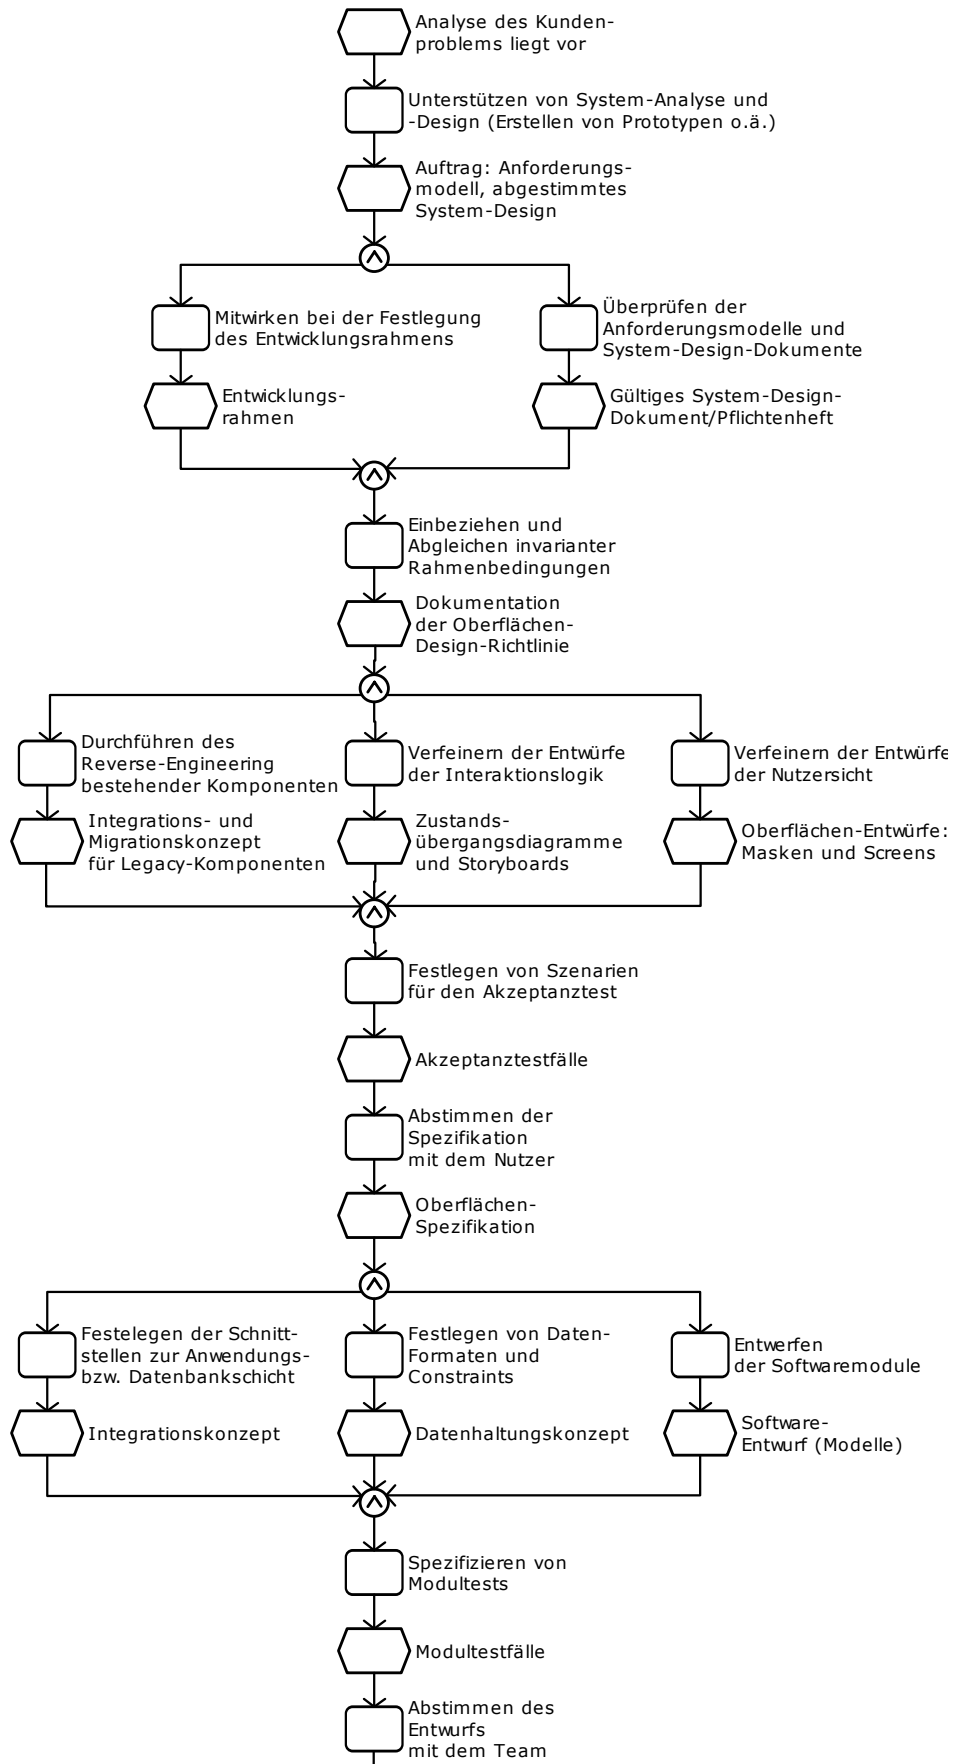 Analyse des Kunden-
problems liegt vor
Unterstützen von System-Analyse und
-Design (Erstellen von Prototypen o.ä.)
Auftrag: Anforderungs-
modell, abgestimmtes
System-Design
Mitwirken bei der Festlegung
des Entwicklungsrahmens
Überprüfen der
Anforderungsmodelle und
System-Design-Dokumente
Entwicklungs-
rahmen
Gültiges System-Design-
Dokument/Pflichtenheft
Einbeziehen und
Abgleichen invarianter
Rahmenbedingungen
Dokumentation
der Oberflächen-
Design-Richtlinie
Durchführen des
Reverse-Engineering
bestehender Komponenten
Verfeinern der Entwürfe
der Interaktionslogik
Verfeinern der Entwürfe
der Nutzersicht
Integrations- und
Migrationskonzept
für Legacy-Komponenten
Zustands-
übergangsdiagramme
und Storyboards
Oberflächen-Entwürfe:
Masken und Screens
Festlegen von Szenarien
für den Akzeptanztest
Akzeptanztestfälle
Abstimmen der
Spezifikation
mit dem Nutzer
Oberflächen-
Spezifikation
Festelegen der Schnitt-
stellen zur Anwendungs-
bzw. Datenbankschicht
Festlegen von Daten-
Formaten und
Constraints
Entwerfen
der Softwaremodule
Integrationskonzept
Datenhaltungskonzept
Software-
Entwurf (Modelle)
Spezifizieren von
Modultests
Modultestfälle
Abstimmen des
Entwurfs
mit dem Team